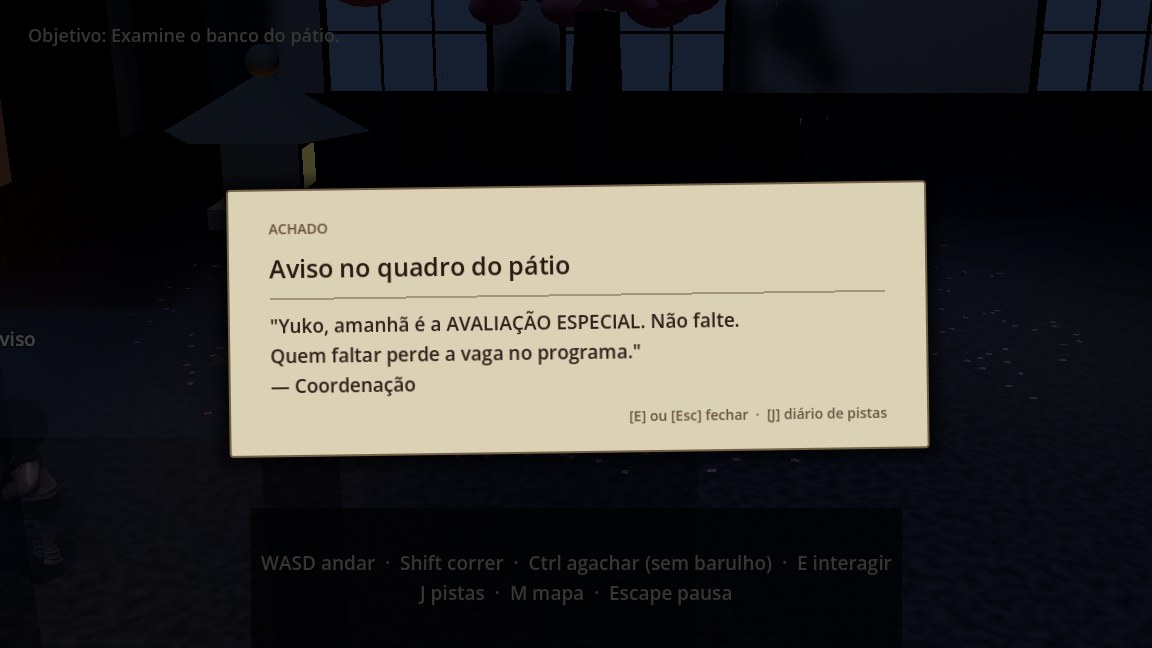 Objetivo: Examine o banco do pátio.
ACHADO
Aviso no quadro do pátio
"Yuko, amanhã é a AVALIAÇÃO ESPECIAL. Não falte.
Quem faltar perde a vaga no programa."
— Coordenação
[E] ou [Esc] fechar · [J] diário de pistas
viso
WASD andar · Shift correr · Ctrl agachar (sem barulho) · E interagir
J pistas · M mapa · Escape pausa